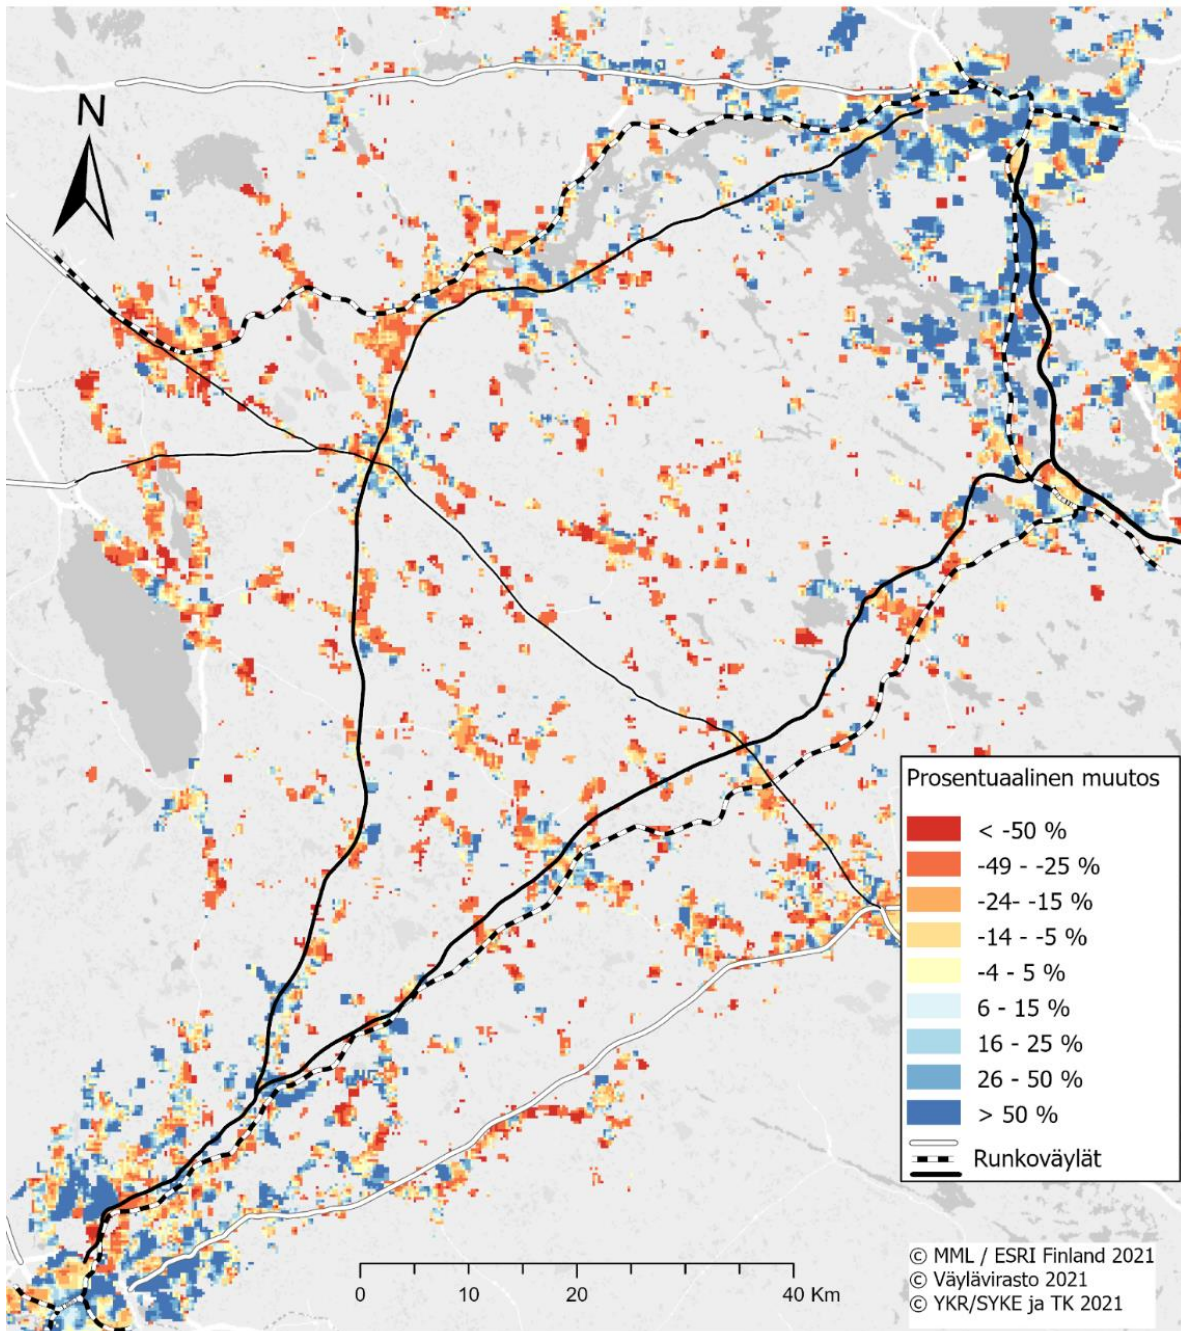 N
Prosentuaalinen muutos
< -50 %
-49 - -25 %
-24- -15 %
-14 - -5 %
-4 - 5 %
6 - 15 %
16 - 25 %
26 - 50 %
> 50 %
Runkoväylät
© MML / ESRI Finland 2021
© Väylävirasto 2021
© YKR/SYKE ja TK 2021
0 10 20 40 Km